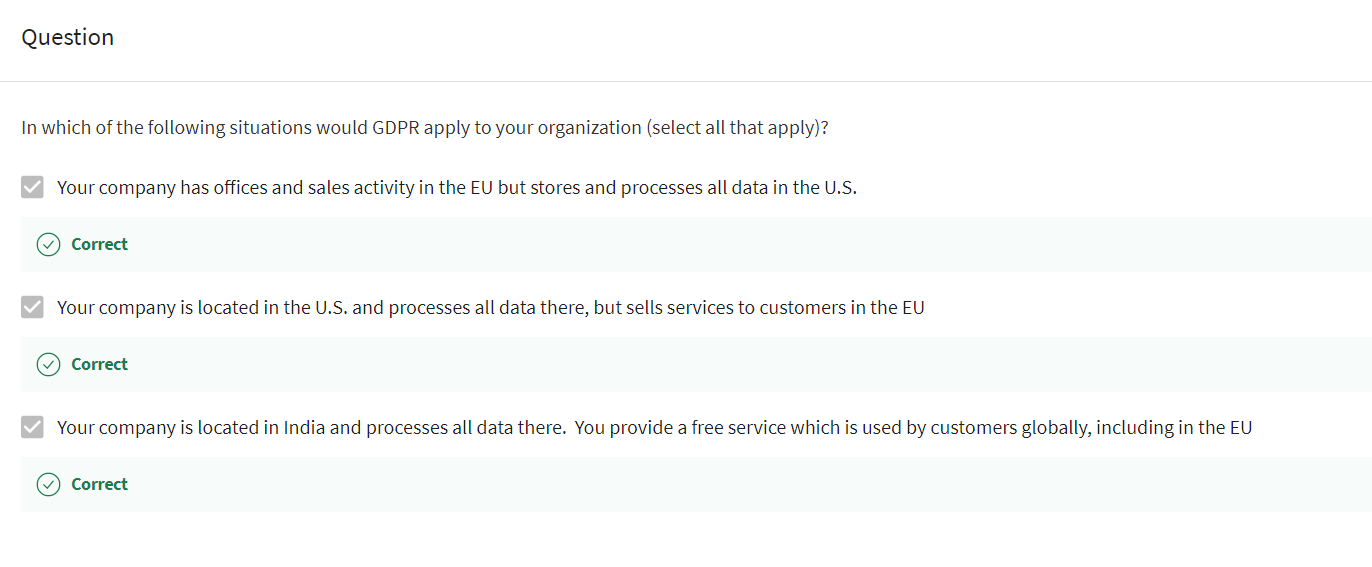 Question
In which of the following situations would GDPR apply to your organization (select all that apply)?
Your company has offices and sales activity in the EU but stores and processes all data in the U.S.
Correct
Your company is located in the U.S. and processes all data there, but sells services to customers in the EU
Correct
Your company is located in India and processes all data there.  You provide a free service which is used by customers globally, including in the EU
Correct